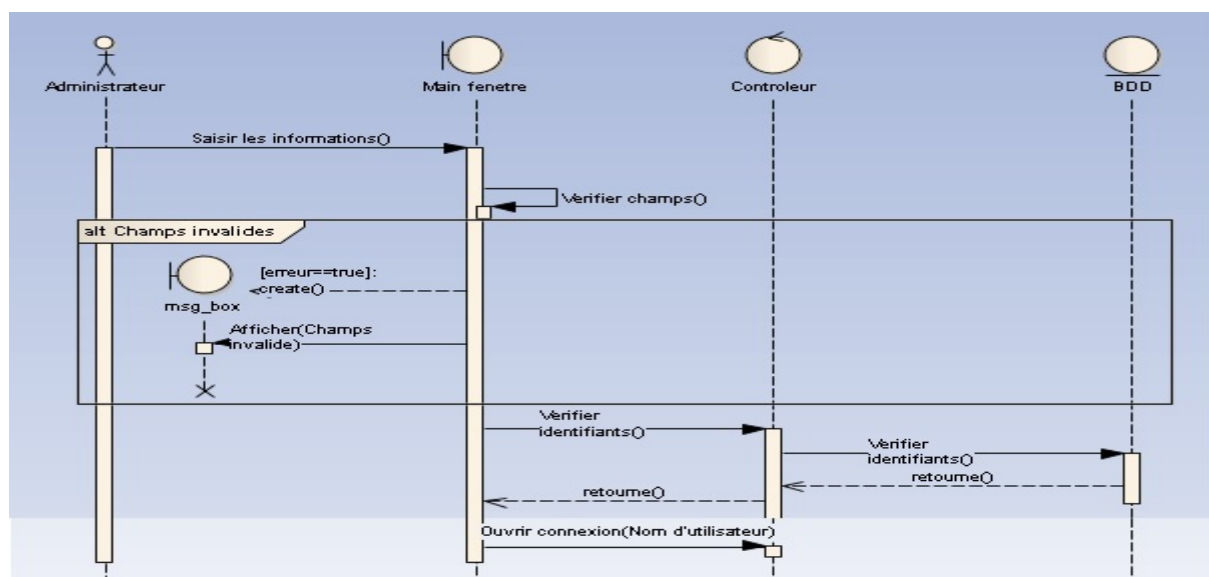 Administrateur
Main fenetre
Controleur
BDD
Saisir les informations()
Verifier champs()
alt Champs invalides
[erreur==true]:
create()
msg_box
Afficher(Champs
invalide)
Verifier
identifiants()
Verifier
identifiants()
retourne()
retourne()
Ouvrir connexion(Nom d'utilisateur)